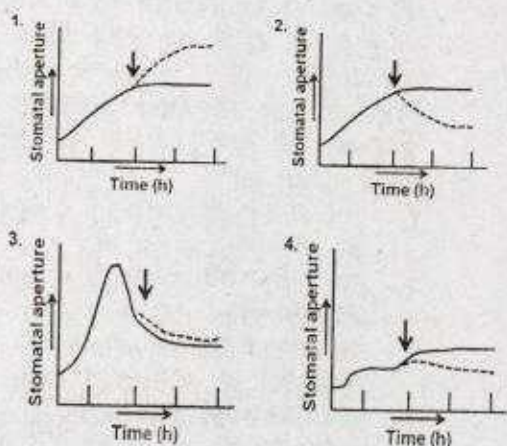 1.
Stomatal aperture
Time (h)
2.
Stomatal aperture
Time (h)
3.
Stomatal aperture
Time (h)
4.
Stomatal aperture
Time (h)